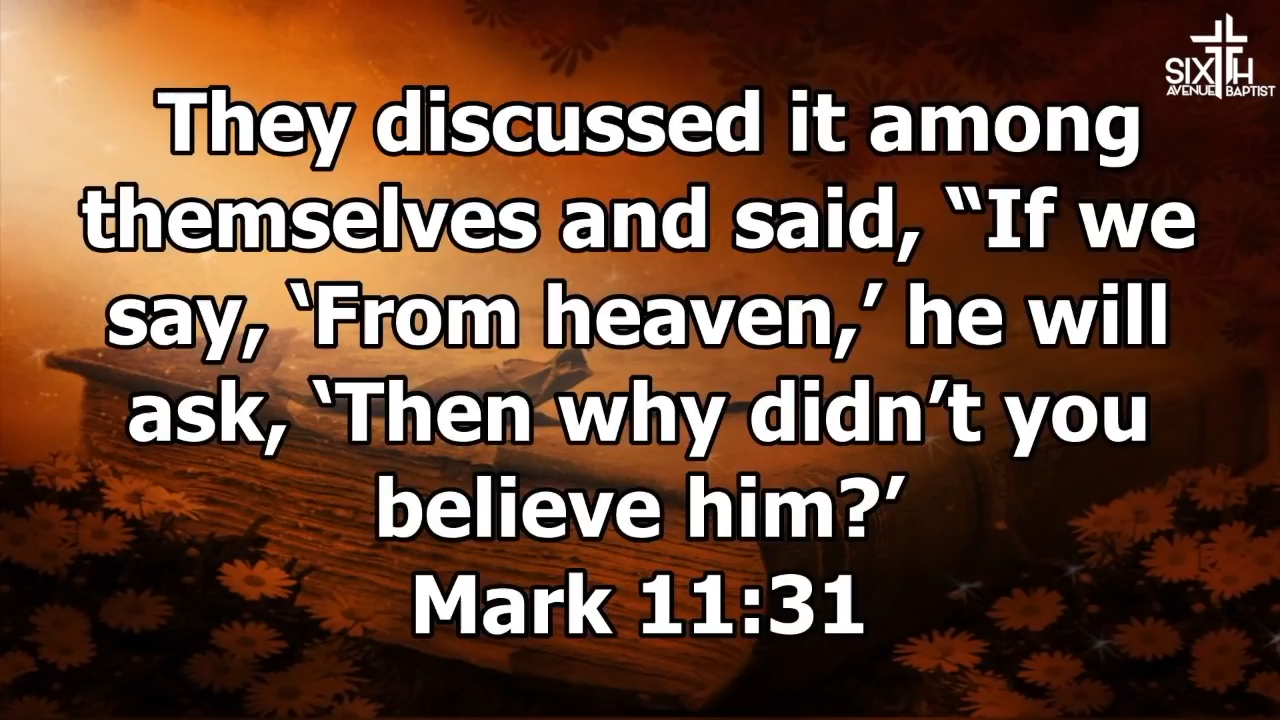 SIXTH
AVENUE BAPTIST
They discussed it among
themselves and said, “If we
say, ‘From heaven,’ he will
ask, ‘Then why didn’t you
believe him?’
Mark 11:31